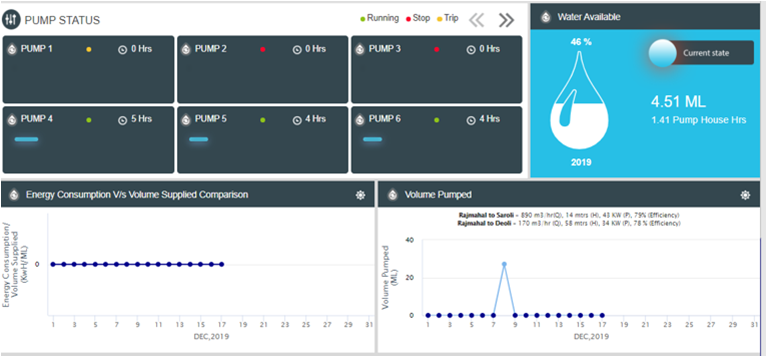 PUMP STATUS
Running Stop Trip
PUMP 1 0 Hrs
PUMP 2 0 Hrs
PUMP 3 0 Hrs
PUMP 4 5 Hrs
PUMP 5 4 Hrs
PUMP 6 4 Hrs
Water Available
46 %
Current state
4.51 ML
1.41 Pump House Hrs
2019
Energy Consumption V/s Volume Supplied Comparison
Energy Consumption/
Volume Supplied
(KwH/ML)
0
1 3 5 7 9 11 13 15 17 19 21 23 25 27 29 31
DEC,2019
Volume Pumped
Rajmahal to Saroli - 890 m3/hr(Q), 14 mtrs (H), 43 KW (P), 79% (Efficiency)
Rajmahal to Deoli - 170 m3/hr(Q), 58 mtrs (H), 34 KW (P), 78 % (Efficiency)
Volume Pumped
(ML)
40
20
0
1 3 5 7 9 11 13 15 17 19 21 23 25 27 29 31
DEC,2019